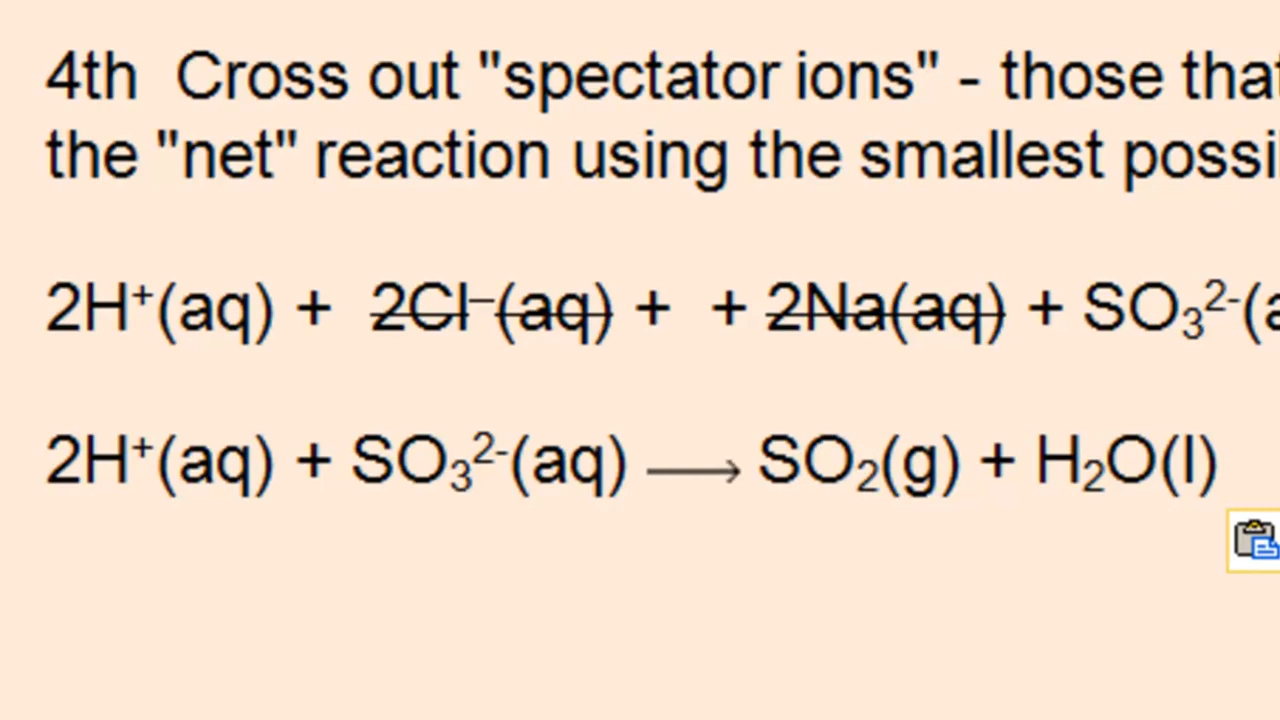 4th Cross out "spectator ions" - those that
the "net" reaction using the smallest possi
2H⁺(aq) + 2Cl⁻(aq) + + 2Na(aq) + SO₃²⁻(a
2H⁺(aq) + SO₃²⁻(aq) ⟶ SO₂(g) + H₂O(l)